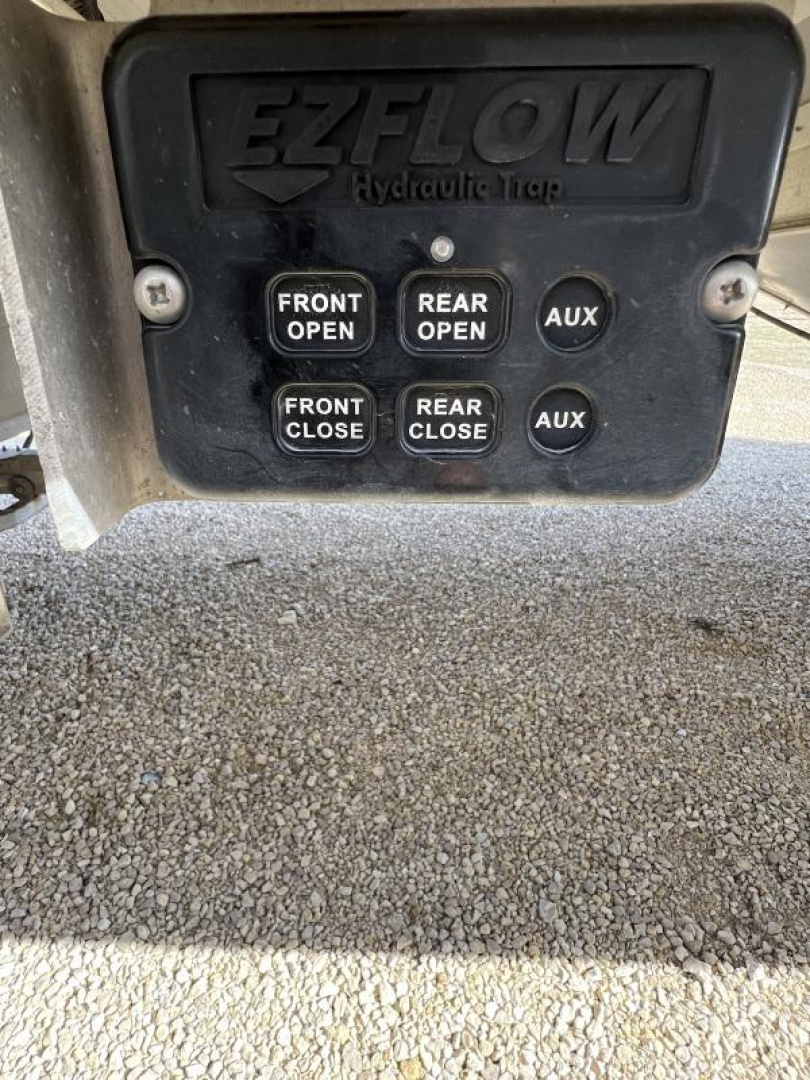 EZFLOW
Hydraulic Trap
FRONT OPEN
REAR OPEN
AUX
FRONT CLOSE
REAR CLOSE
AUX